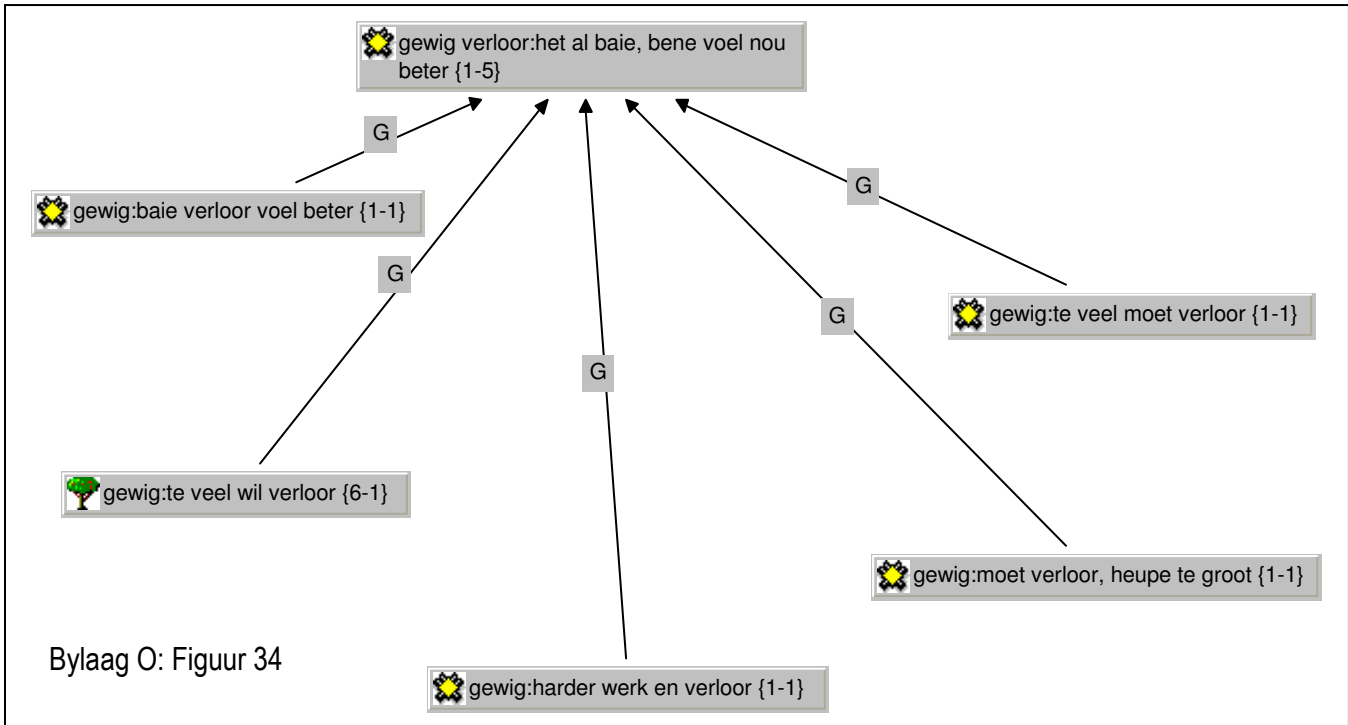 gewig verloor:het al baie, bene voel nou
beter {1-5}
G
gewig:baie verloor voel beter {1-1}
G
G
gewig:te veel moet verloor {1-1}
G
G
gewig:te veel wil verloor {6-1}
gewig:moet verloor, heupe te groot {1-1}
Bylaag O: Figuur 34
gewig:harder werk en verloor {1-1}